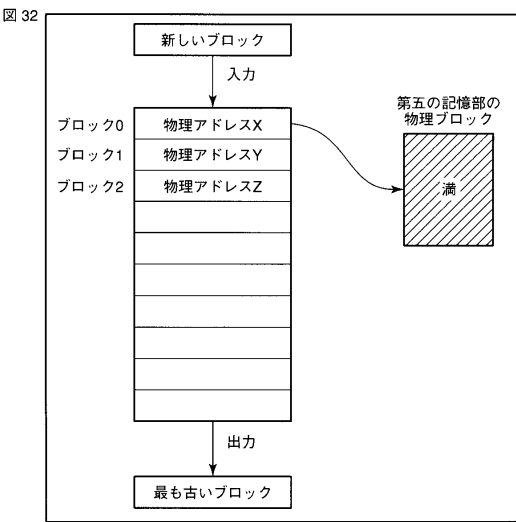 図 32
新しいブロック
入力
第五の記憶部の
物理ブロック
ブロック0 物理アドレスX
ブロック1 物理アドレスY
ブロック2 物理アドレスZ
満
出力
最も古いブロック